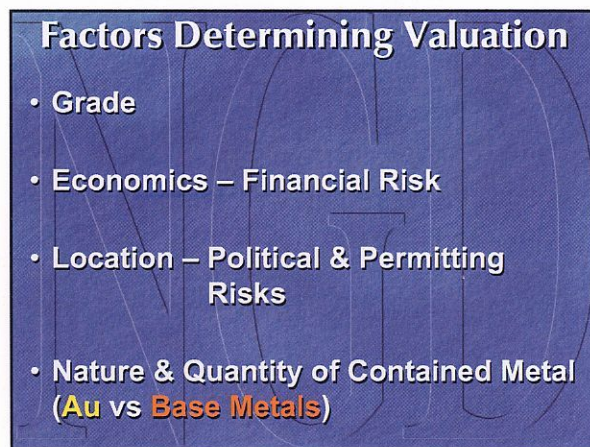 Factors Determining Valuation
• Grade
• Economics – Financial Risk
• Location – Political & Permitting
Risks
• Nature & Quantity of Contained Metal
(Au vs Base Metals)
NGD